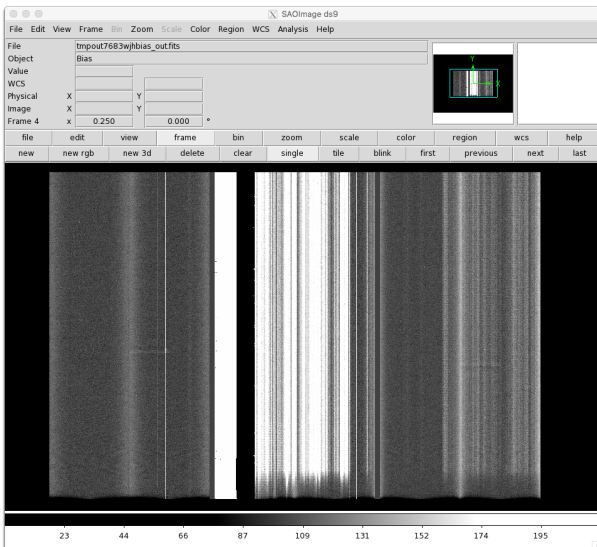 SAOImage ds9
File Edit View Frame Bin Zoom Scale Color Region WCS Analysis Help
File tmpout7683wjhbias_out.fits
Object Bias
Value
WCS
Physical X Y
Image X Y
Frame 4 x 0.250 0.000 °
Y
X
file edit view frame bin zoom scale color region wcs help
new new rgb new 3d delete clear single tile blink first previous next last
23 44 66 87 109 131 152 174 195